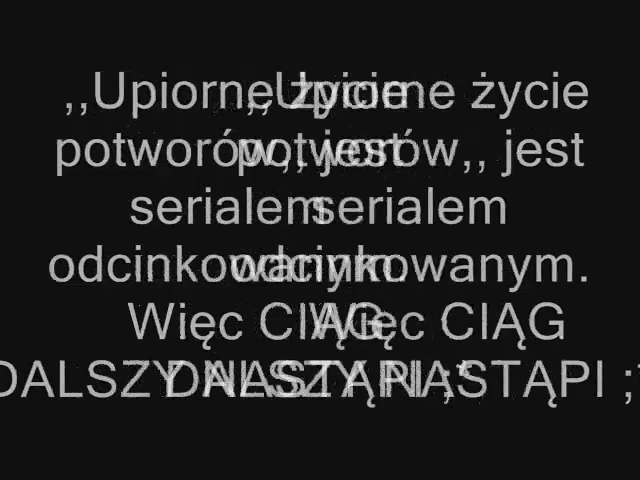 ,,Upiorne życie
potworów,, jest
serialem
odcinkowanym.
Więc CIĄG
DALSZY NASTĄPI ;*